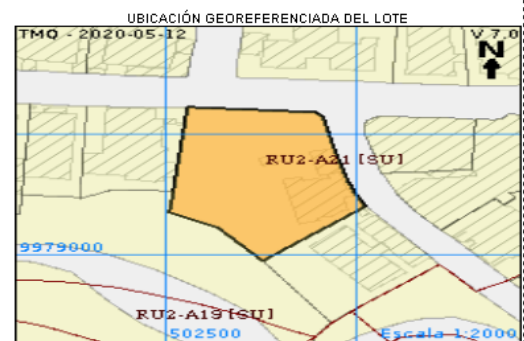 UBICACIÓN GEOREFERENCIADA DEL LOTE
TMQ - 2020-05-12
V 7.0
N
RU2-A21 [SU]
9979000
RU2-A19 [SU]
502500
Escala 1:2000